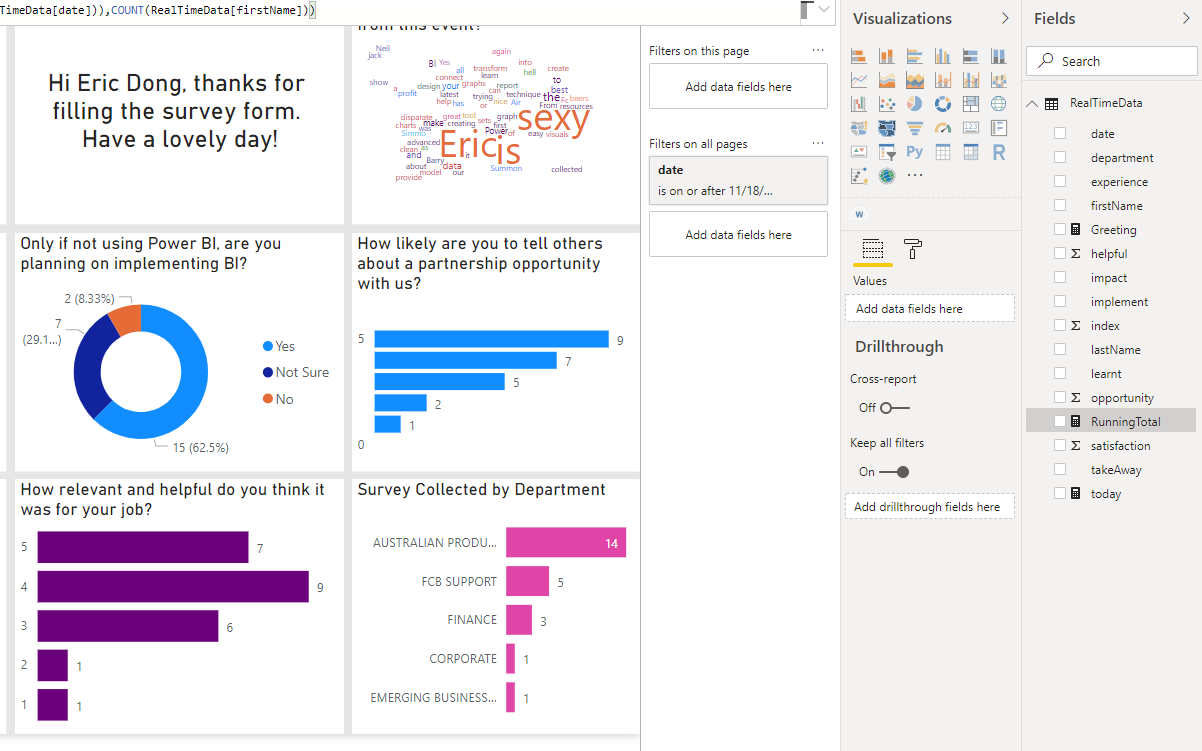 TimeData[date])),COUNT(RealTimeData[firstName]))
Hi Eric Dong, thanks for
filling the survey form.
Have a lovely day!
from this event?
Neil
jack
again
BI
Yes
into
all
transform
hell
create
connect
learn
to
show
a
design
your
graphs
can
report
best
profit
latest
trying
technique
the
Fc
beers
help
has
or
nice
Air
From
resources
disparate
great
tool
graph
sexy
charts
make
creating
sets
first
Simmo
was
Power
of
easy
visuals
advanced
Eric
is
clean
as
and
Barry
it
about
data
Summon
collected
model
our
provide
Only if not using Power BI, are you
planning on implementing BI?
2 (8.33%)
7
(29.1...)
15 (62.5%)
Yes
Not Sure
No
How likely are you to tell others
about a partnership opportunity
with us?
5
9
7
5
2
1
0
How relevant and helpful do you think it
was for your job?
5
7
4
9
3
6
2
1
1
1
Survey Collected by Department
AUSTRALIAN PRODU...
14
FCB SUPPORT
5
FINANCE
3
CORPORATE
1
EMERGING BUSINESS...
1
Filters on this page
...
Add data fields here
Filters on all pages
...
date
is on or after 11/18/...
Add data fields here
Visualizations
123
Py
R
...
W
Values
Add data fields here
Drillthrough
Cross-report
Off
Keep all filters
On
Add drillthrough fields here
Fields
Search
RealTimeData
date
department
experience
firstName
Greeting
Σ helpful
impact
implement
Σ index
lastName
learnt
Σ opportunity
RunningTotal
Σ satisfaction
takeAway
today